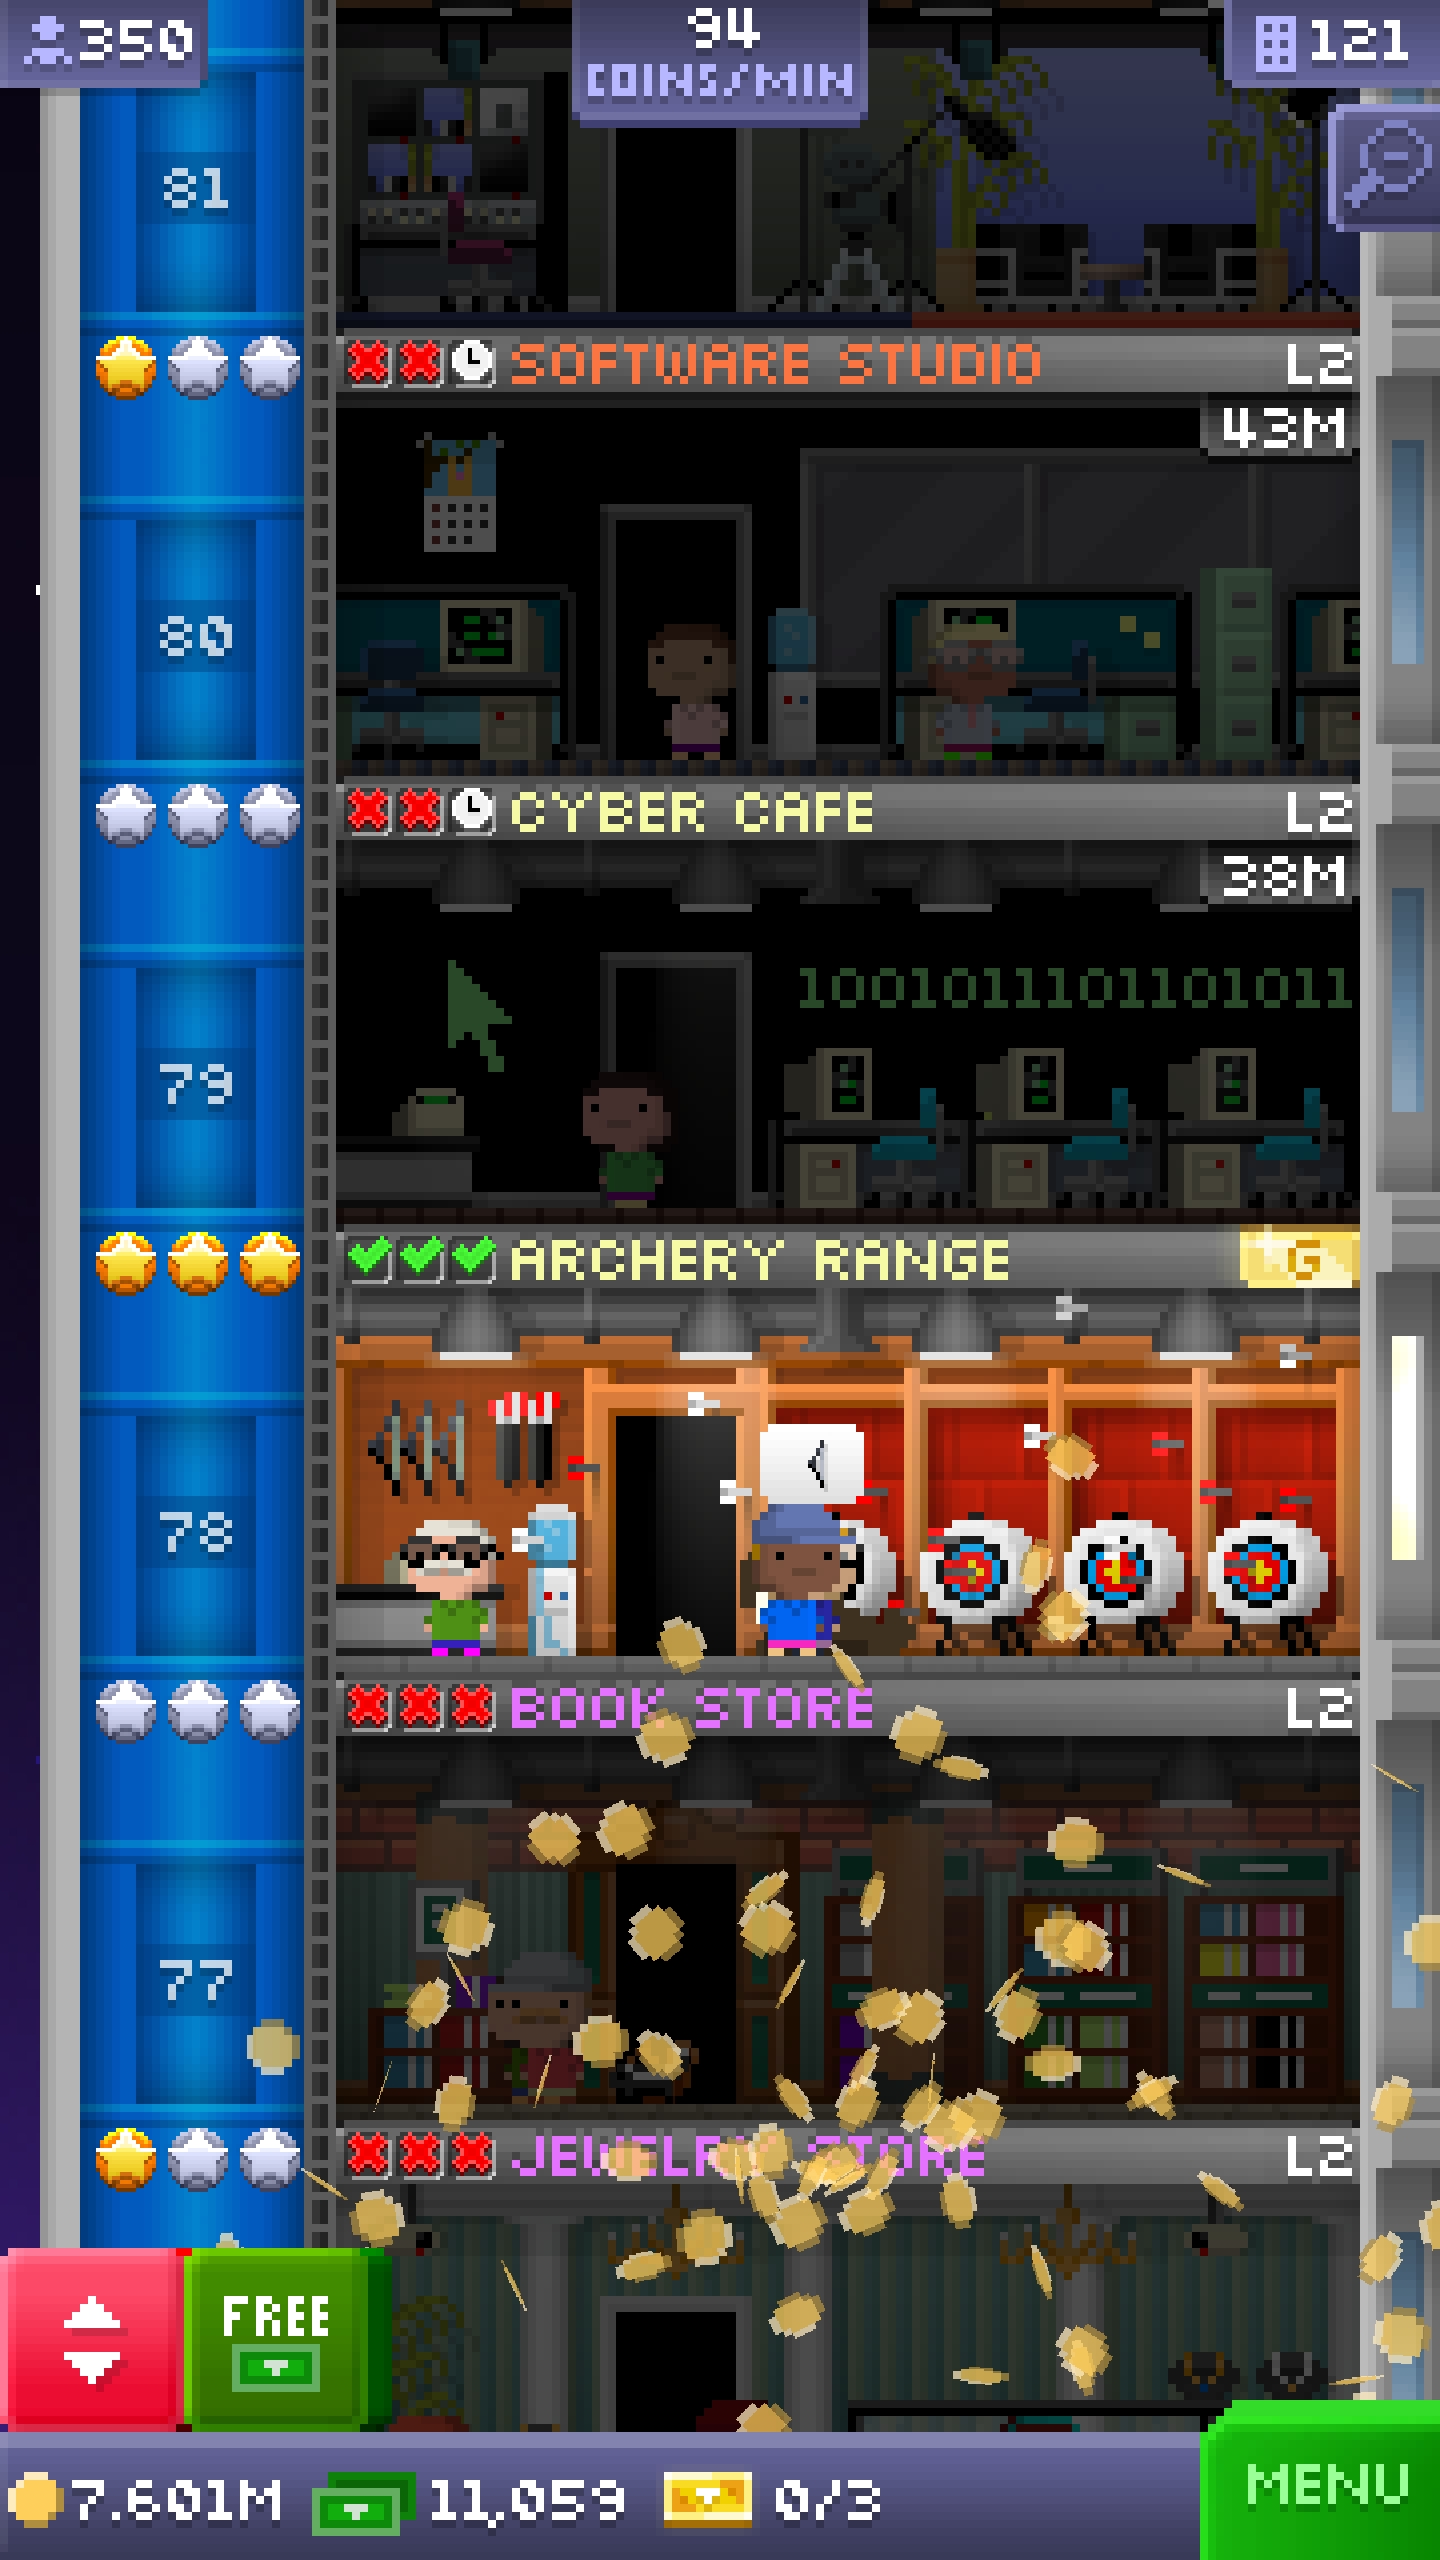 350
94
COINS/MIN
121
81
SOFTWARE STUDIO L2
43M
80
CYBER CAFE L2
38M
1001011101101011
79
ARCHERY RANGE G
78
BOOK STORE L2
77
JEWELRY STORE L2
FREE
7.601M 11,059 0/3
MENU